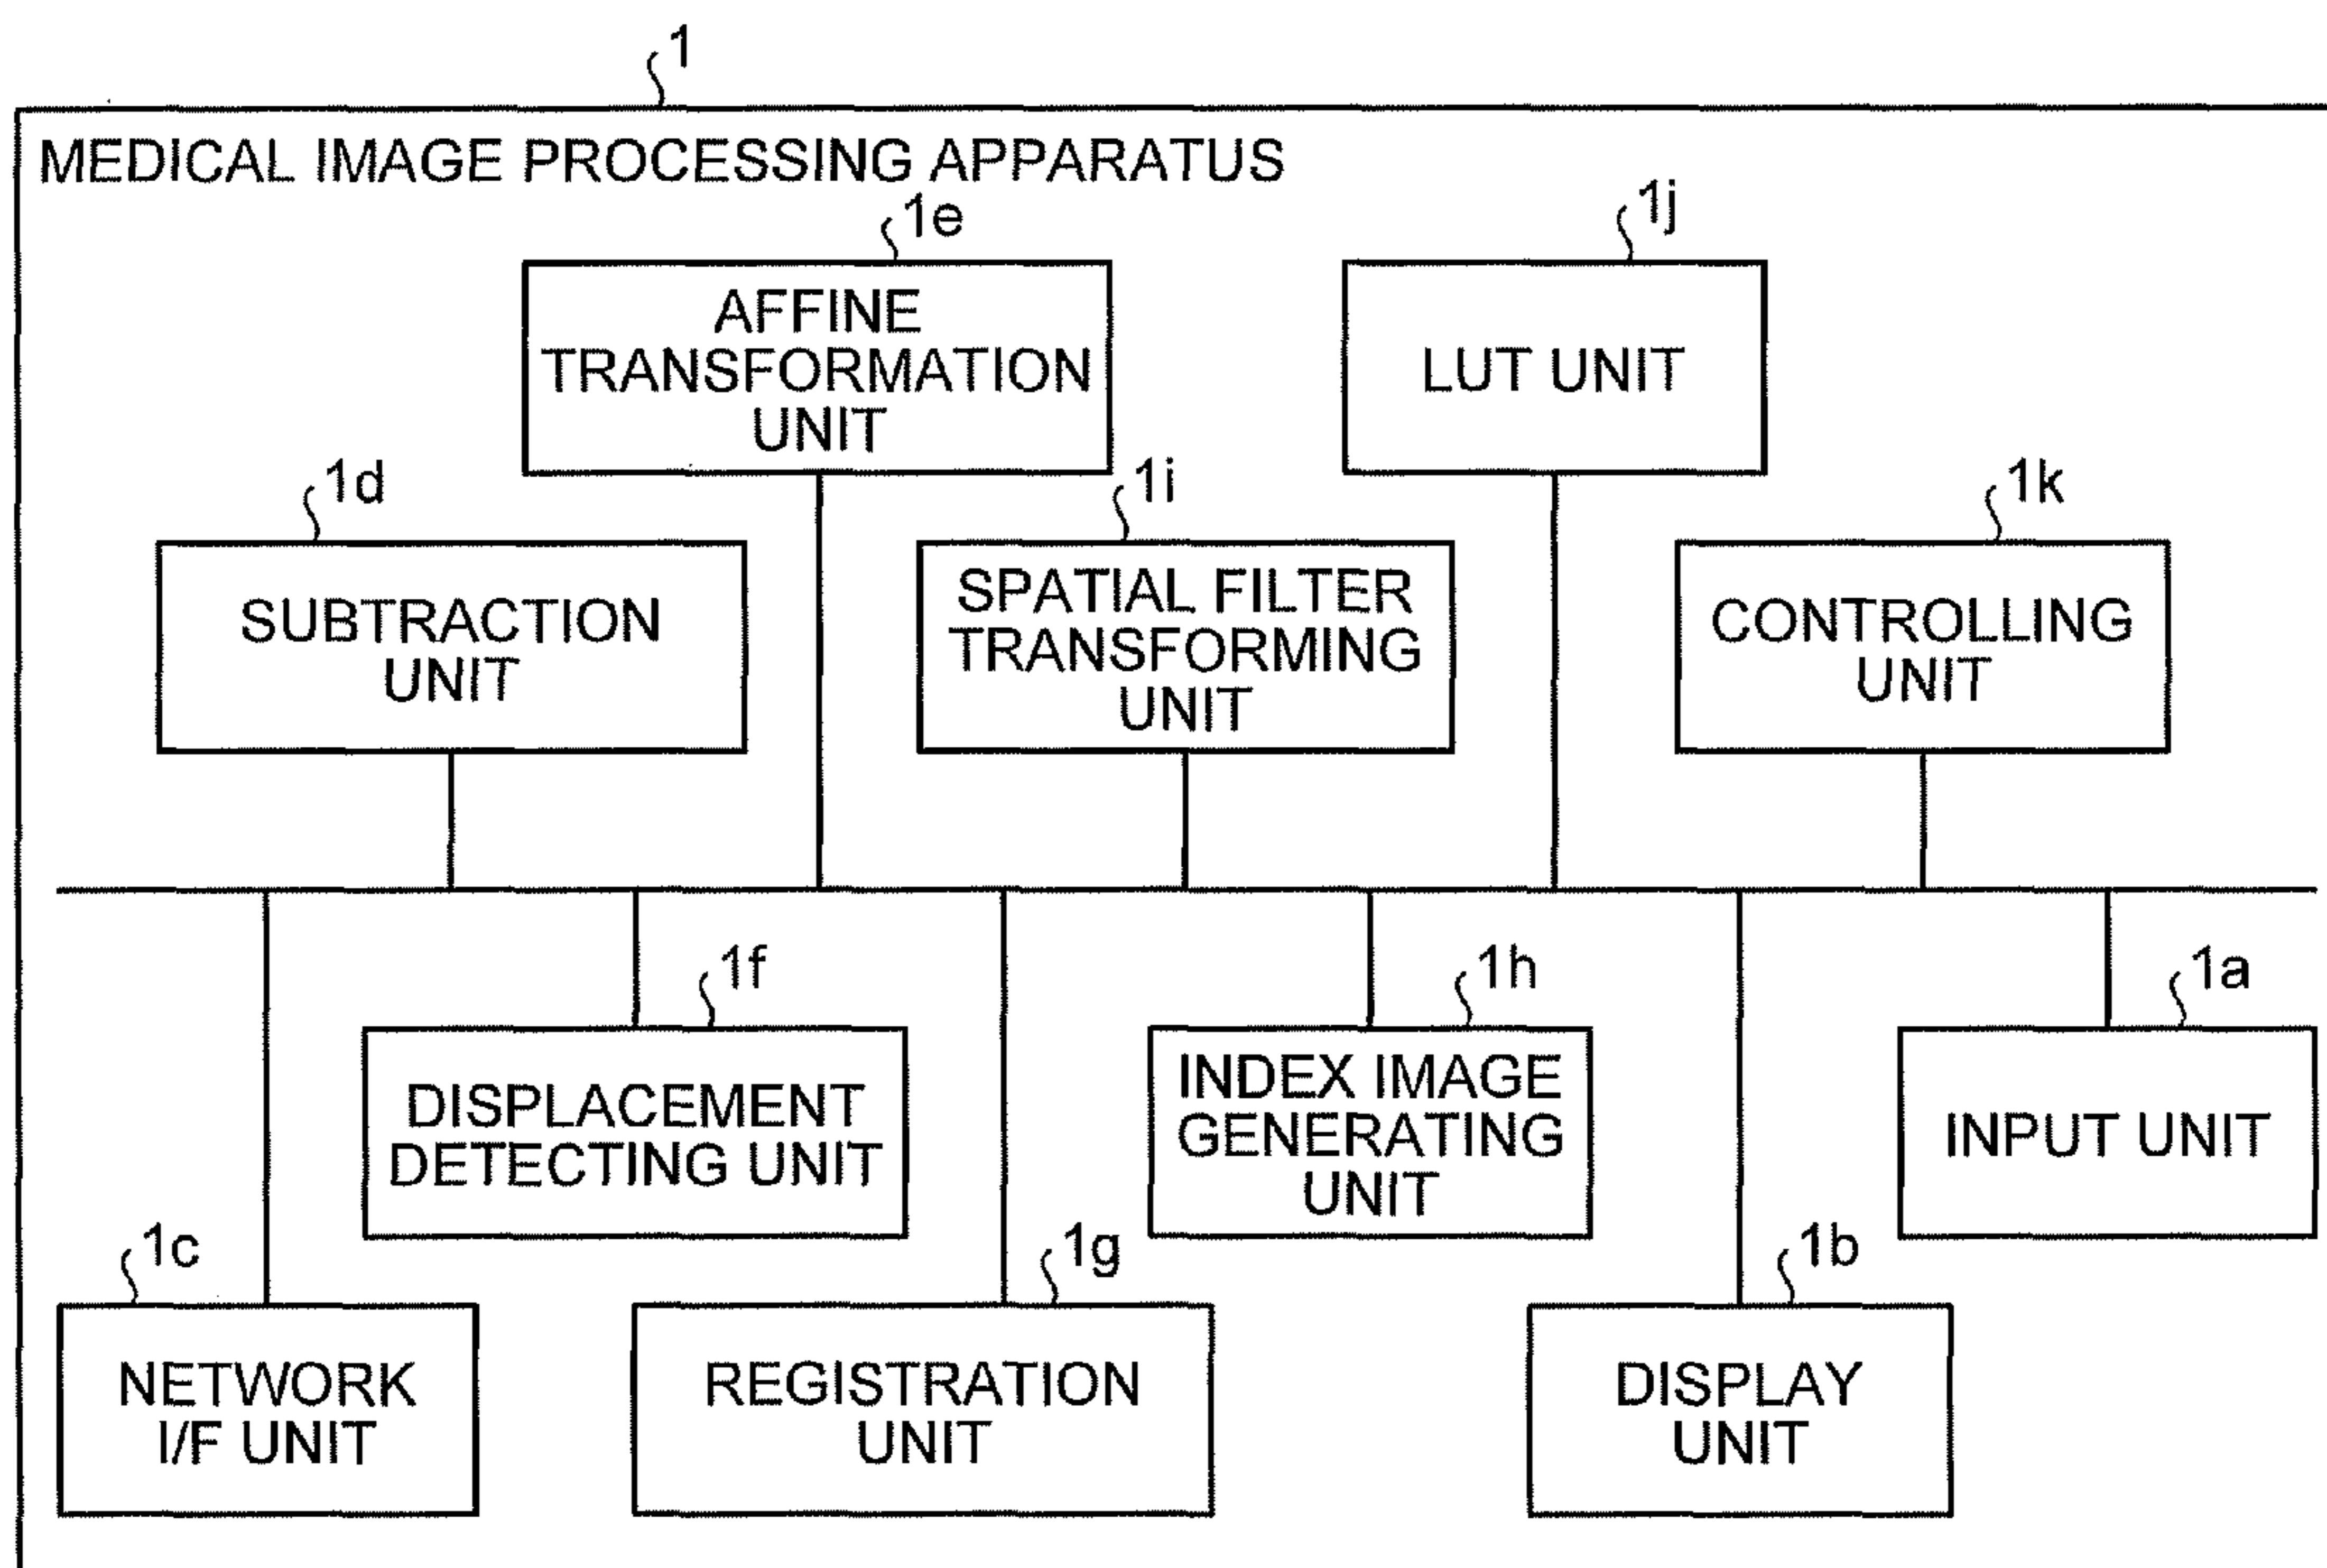 1
MEDICAL IMAGE PROCESSING APPARATUS
1e
AFFINE
TRANSFORMATION
UNIT
1j
LUT UNIT
1d
SUBTRACTION
UNIT
1i
SPATIAL FILTER
TRANSFORMING
UNIT
1k
CONTROLLING
UNIT
1f
DISPLACEMENT
DETECTING UNIT
1h
INDEX IMAGE
GENERATING
UNIT
1a
INPUT UNIT
1c
NETWORK
I/F UNIT
1g
REGISTRATION
UNIT
1b
DISPLAY
UNIT